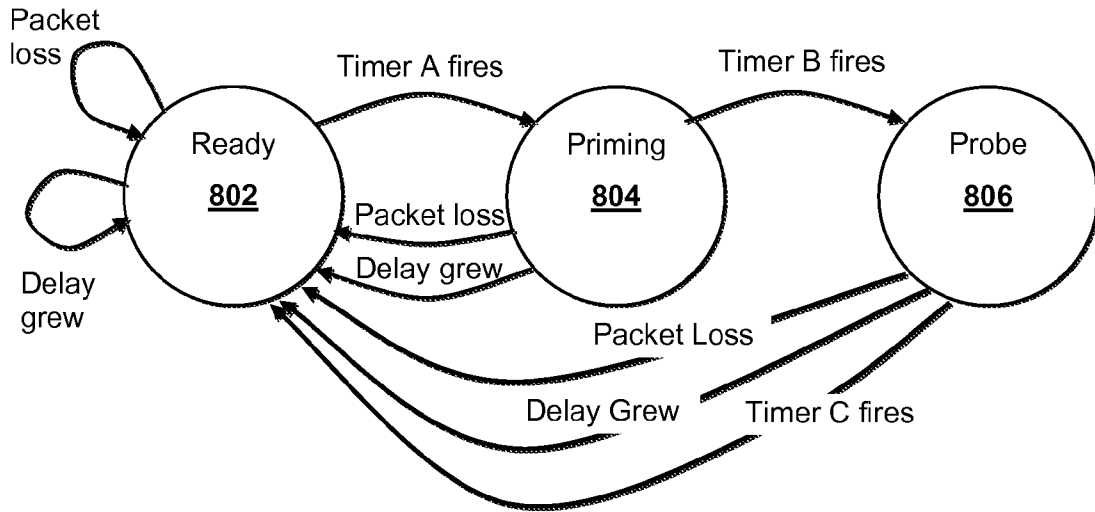 Packet
loss
Timer A fires
Timer B fires
Ready
802
Priming
804
Probe
806
Packet loss
Delay grew
Delay
grew
Packet Loss
Delay Grew
Timer C fires